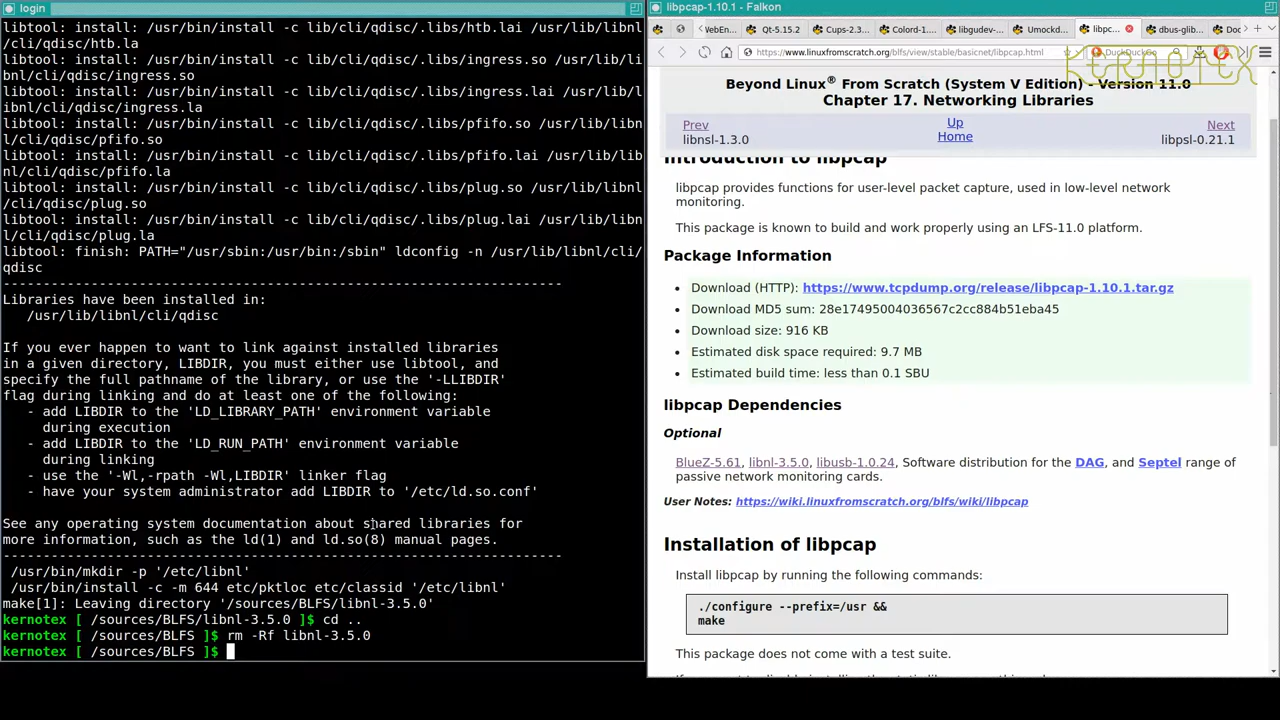 login
libtool: install: /usr/bin/install -c lib/cli/qdisc/.libs/htb.lai /usr/lib/libnl
/cli/qdisc/htb.la
libtool: install: /usr/bin/install -c lib/cli/qdisc/.libs/ingress.so /usr/lib/li
bnl/cli/qdisc/ingress.so
libtool: install: /usr/bin/install -c lib/cli/qdisc/.libs/ingress.lai /usr/lib/l
ibnl/cli/qdisc/ingress.la
libtool: install: /usr/bin/install -c lib/cli/qdisc/.libs/pfifo.so /usr/lib/libn
l/cli/qdisc/pfifo.so
libtool: install: /usr/bin/install -c lib/cli/qdisc/.libs/pfifo.lai /usr/lib/lib
nl/cli/qdisc/pfifo.la
libtool: install: /usr/bin/install -c lib/cli/qdisc/.libs/plug.so /usr/lib/libnl
/cli/qdisc/plug.so
libtool: install: /usr/bin/install -c lib/cli/qdisc/.libs/plug.lai /usr/lib/libn
l/cli/qdisc/plug.la
libtool: finish: PATH="/usr/sbin:/usr/bin:/sbin" ldconfig -n /usr/lib/libnl/cli/
qdisc
----------------------------------------------------------------------
Libraries have been installed in:
/usr/lib/libnl/cli/qdisc
If you ever happen to want to link against installed libraries
in a given directory, LIBDIR, you must either use libtool, and
specify the full pathname of the library, or use the '-LLIBDIR'
flag during linking and do at least one of the following:
- add LIBDIR to the 'LD_LIBRARY_PATH' environment variable
during execution
- add LIBDIR to the 'LD_RUN_PATH' environment variable
during linking
- use the '-Wl,-rpath -Wl,LIBDIR' linker flag
- have your system administrator add LIBDIR to '/etc/ld.so.conf'
See any operating system documentation about shared libraries for
more information, such as the ld(1) and ld.so(8) manual pages.
----------------------------------------------------------------------
/usr/bin/mkdir -p '/etc/libnl'
/usr/bin/install -c -m 644 etc/pktloc etc/classid '/etc/libnl'
make[1]: Leaving directory '/sources/BLFS/libnl-3.5.0'
kernotex [ /sources/BLFS/libnl-3.5.0 ]$ cd ..
kernotex [ /sources/BLFS ]$ rm -Rf libnl-3.5.0
kernotex [ /sources/BLFS ]$
libpcap-1.10.1 - Falkon
WebEn... Qt-5.15.2 Cups-2.3... Colord-1... libgudev-... Umockd... libpc... dbus-glib... Doc
https://www.linuxfromscratch.org/blfs/view/stable/basicnet/libpcap.html DuckDuckGo
KERNOTEX
Beyond Linux® From Scratch (System V Edition) - Version 11.0
Chapter 17. Networking Libraries
Prev Up Next
libnsl-1.3.0 Home libpsl-0.21.1
Introduction to libpcap
libpcap provides functions for user-level packet capture, used in low-level network
monitoring.
This package is known to build and work properly using an LFS-11.0 platform.
Package Information
• Download (HTTP): https://www.tcpdump.org/release/libpcap-1.10.1.tar.gz
• Download MD5 sum: 28e17495004036567c2cc884b51eba45
• Download size: 916 KB
• Estimated disk space required: 9.7 MB
• Estimated build time: less than 0.1 SBU
libpcap Dependencies
Optional
BlueZ-5.61, libnl-3.5.0, libusb-1.0.24, Software distribution for the DAG, and Septel range of
passive network monitoring cards.
User Notes: https://wiki.linuxfromscratch.org/blfs/wiki/libpcap
Installation of libpcap
Install libpcap by running the following commands:
./configure --prefix=/usr &&
make
This package does not come with a test suite.